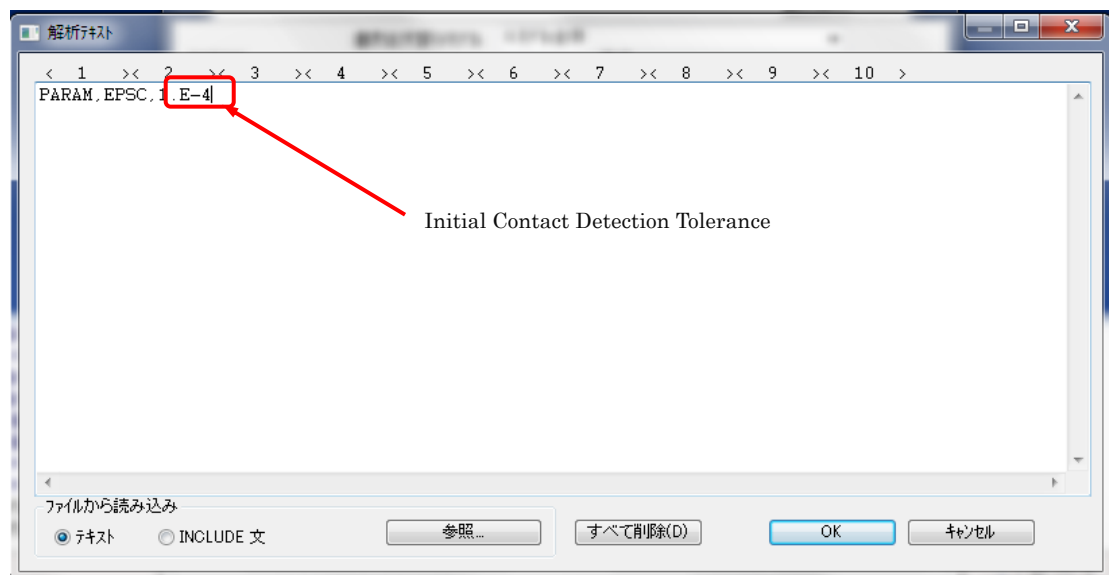 解析テキスト
< 1 >< 2 >< 3 >< 4 >< 5 >< 6 >< 7 >< 8 >< 9 >< 10 >
PARAM,EPSC,1.E-4
Initial Contact Detection Tolerance
ファイルから読み込み
テキスト INCLUDE 文 参照... すべて削除(D) OK キャンセル